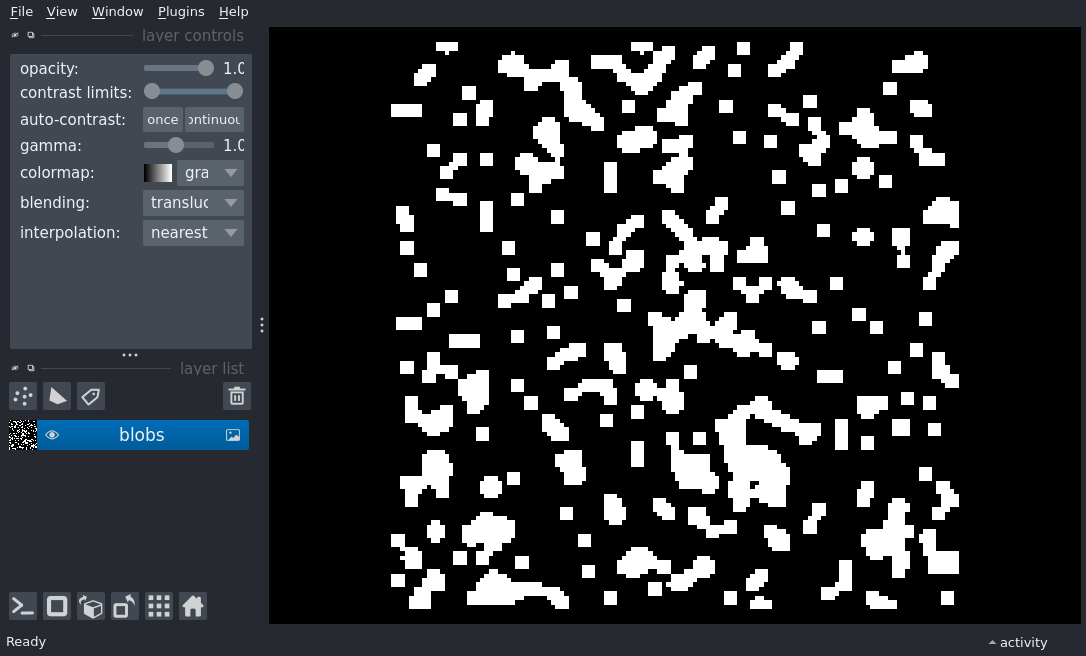 File View Window Plugins Help
layer controls
opacity: 1.0
contrast limits:
auto-contrast: once ontinuou
gamma: 1.0
colormap: gra
blending: transluc
interpolation: nearest
layer list
blobs
Ready
activity